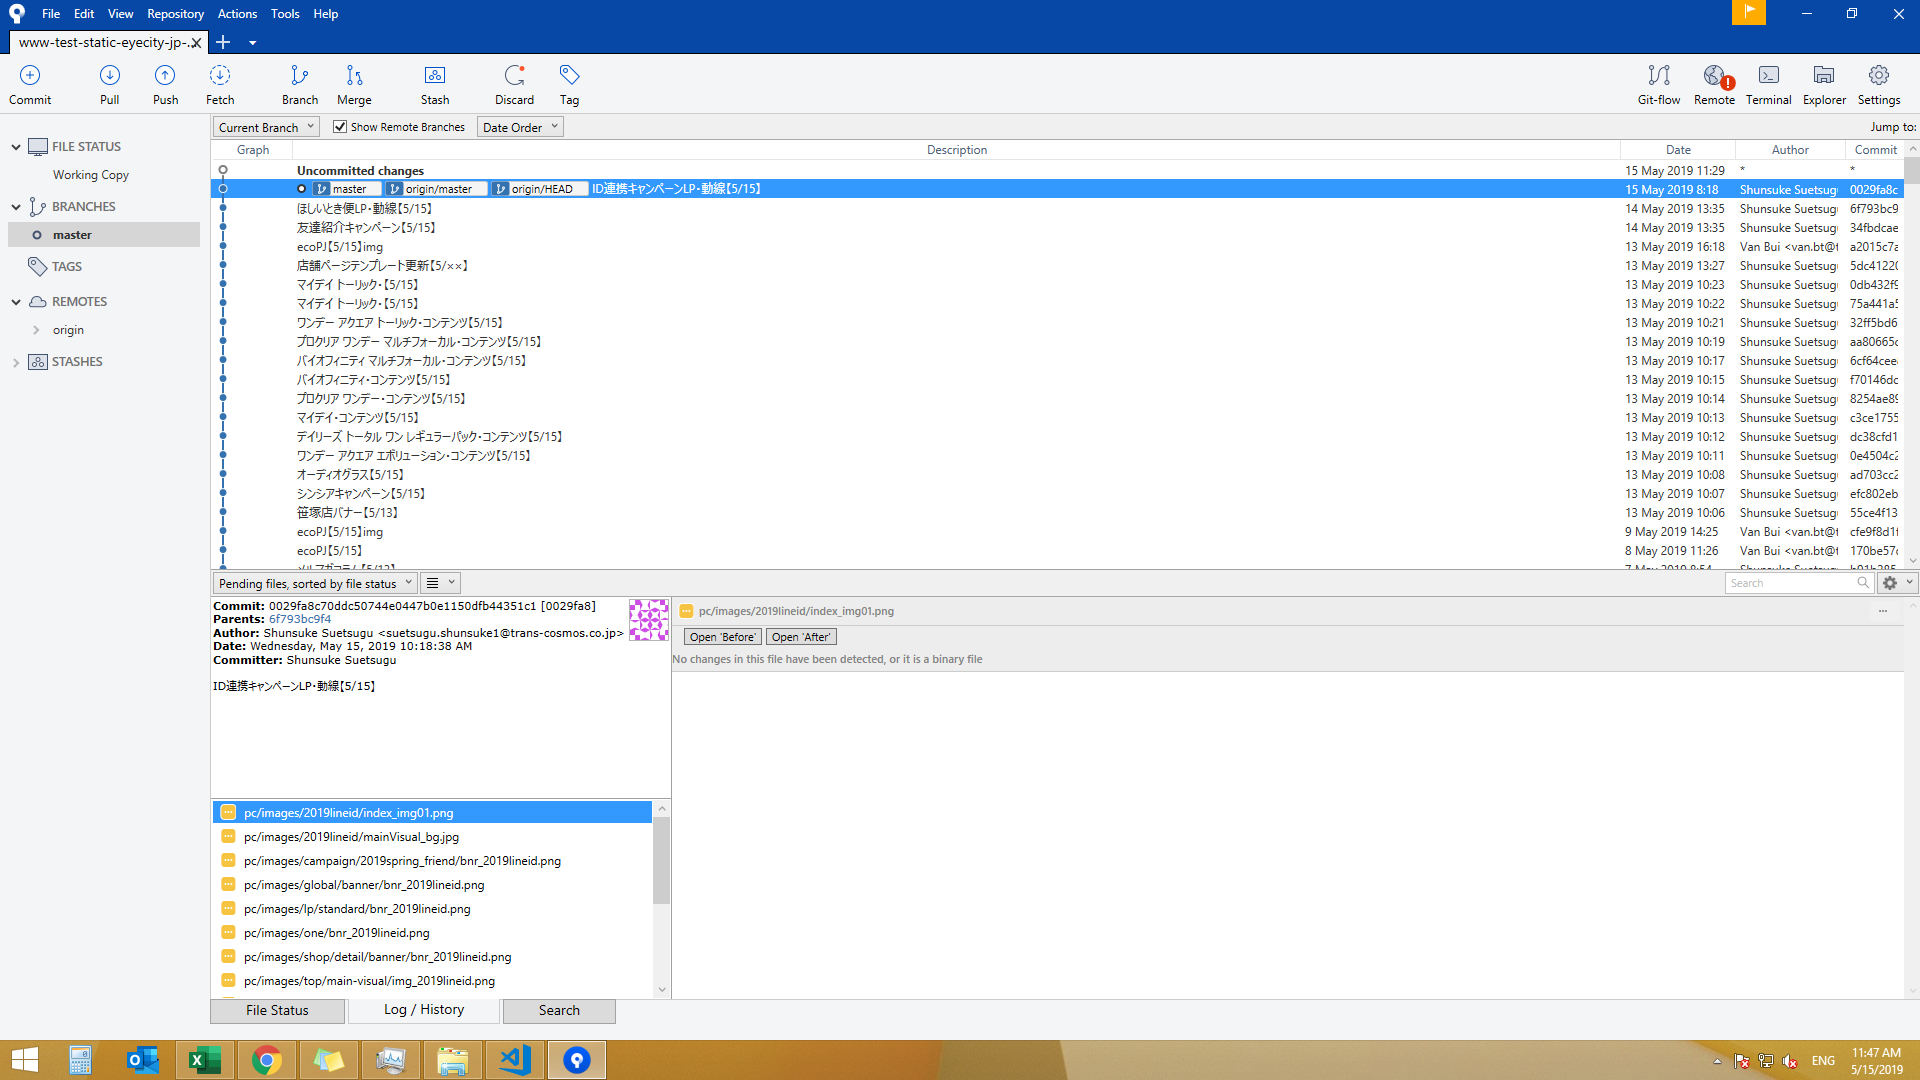 File Edit View Repository Actions Tools Help
www-test-static-eyecity-jp-..
Commit Pull Push Fetch Branch Merge Stash Discard Tag Git-flow Remote Terminal Explorer Settings
Current Branch Show Remote Branches Date Order Jump to:
FILE STATUS
Working Copy
BRANCHES
master
TAGS
REMOTES
origin
STASHES
Graph Description Date Author Commit
Uncommitted changes 15 May 2019 11:29 * *
master origin/master origin/HEAD ID連携キャンペーンLP・動線【5/15】 15 May 2019 8:18 Shunsuke Suetsug 0029fa8c
ほしいとき便LP・動線【5/15】 14 May 2019 13:35 Shunsuke Suetsug 6f793bc9
友達紹介キャンペーン【5/15】 14 May 2019 13:35 Shunsuke Suetsug 34fbdcae
ecoPJ【5/15】img 13 May 2019 16:18 Van Bui <van.bt@t a2015c7a
店舗ページテンプレート更新【5/××】 13 May 2019 13:27 Shunsuke Suetsug 5dc41220
マイデイ トーリック・【5/15】 13 May 2019 10:23 Shunsuke Suetsug 0db432f9
マイデイ トーリック・【5/15】 13 May 2019 10:22 Shunsuke Suetsug 75a441a5
ワンデー アクエア トーリック・コンテンツ【5/15】 13 May 2019 10:21 Shunsuke Suetsug 32ff5bd6
プロクリア ワンデー マルチフォーカル・コンテンツ【5/15】 13 May 2019 10:19 Shunsuke Suetsug aa80665c
バイオフィニティ マルチフォーカル・コンテンツ【5/15】 13 May 2019 10:17 Shunsuke Suetsug 6cf64cee
バイオフィニティ・コンテンツ【5/15】 13 May 2019 10:15 Shunsuke Suetsug f70146dc
プロクリア ワンデー・コンテンツ【5/15】 13 May 2019 10:14 Shunsuke Suetsug 8254ae89
マイデイ・コンテンツ【5/15】 13 May 2019 10:13 Shunsuke Suetsug c3ce1755
デイリーズ トータル ワン レギュラーパック・コンテンツ【5/15】 13 May 2019 10:12 Shunsuke Suetsug dc38cfd1
ワンデー アクエア エボリューション・コンテンツ【5/15】 13 May 2019 10:11 Shunsuke Suetsug 0e4504c2
オーディオグラス【5/15】 13 May 2019 10:08 Shunsuke Suetsug ad703cc2
シンシアキャンペーン【5/15】 13 May 2019 10:07 Shunsuke Suetsug efc802eb
笹塚店バナー【5/13】 13 May 2019 10:06 Shunsuke Suetsug 55ce4f13
ecoPJ【5/15】img 9 May 2019 14:25 Van Bui <van.bt@t cfe9f8d1
ecoPJ【5/15】 8 May 2019 11:26 Van Bui <van.bt@t 170be57c
Pending files, sorted by file status Search
Commit: 0029fa8c70ddc50744e0447b0e1150dfb44351c1 [0029fa8]
Parents: 6f793bc9f4
Author: Shunsuke Suetsugu <suetsugu.shunsuke1@trans-cosmos.co.jp>
Date: Wednesday, May 15, 2019 10:18:38 AM
Committer: Shunsuke Suetsugu
ID連携キャンペーンLP・動線【5/15】
pc/images/2019lineid/index_img01.png
Open 'Before' Open 'After'
No changes in this file have been detected, or it is a binary file
pc/images/2019lineid/index_img01.png
pc/images/2019lineid/mainVisual_bg.jpg
pc/images/campaign/2019spring_friend/bnr_2019lineid.png
pc/images/global/banner/bnr_2019lineid.png
pc/images/lp/standard/bnr_2019lineid.png
pc/images/one/bnr_2019lineid.png
pc/images/shop/detail/banner/bnr_2019lineid.png
pc/images/top/main-visual/img_2019lineid.png
File Status Log / History Search
ENG 11:47 AM
5/15/2019